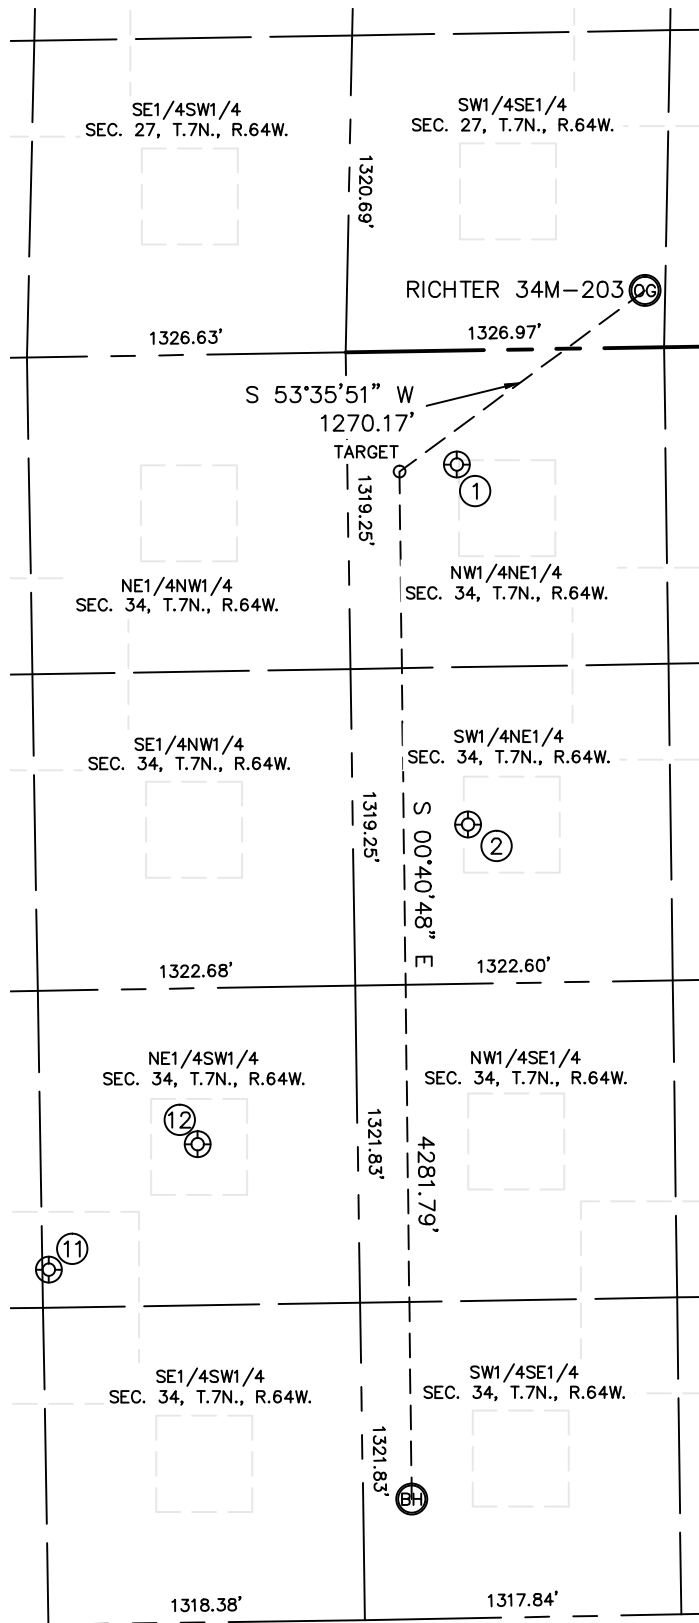 SE1/4SW1/4
SEC. 27, T.7N., R.64W.
SW1/4SE1/4
SEC. 27, T.7N., R.64W.
1320.69'
RICHTER 34M-203
OG
1326.63'
1326.97'
S 53°35'51" W
1270.17'
TARGET
1
1319.25'
NE1/4NW1/4
SEC. 34, T.7N., R.64W.
NW1/4NE1/4
SEC. 34, T.7N., R.64W.
SE1/4NW1/4
SEC. 34, T.7N., R.64W.
SW1/4NE1/4
SEC. 34, T.7N., R.64W.
1319.25'
S 00°40'48" E
2
1322.68'
1322.60'
NE1/4SW1/4
SEC. 34, T.7N., R.64W.
NW1/4SE1/4
SEC. 34, T.7N., R.64W.
12
1321.83'
4281.79'
11
SE1/4SW1/4
SEC. 34, T.7N., R.64W.
SW1/4SE1/4
SEC. 34, T.7N., R.64W.
1321.83'
BH
1318.38'
1317.84'